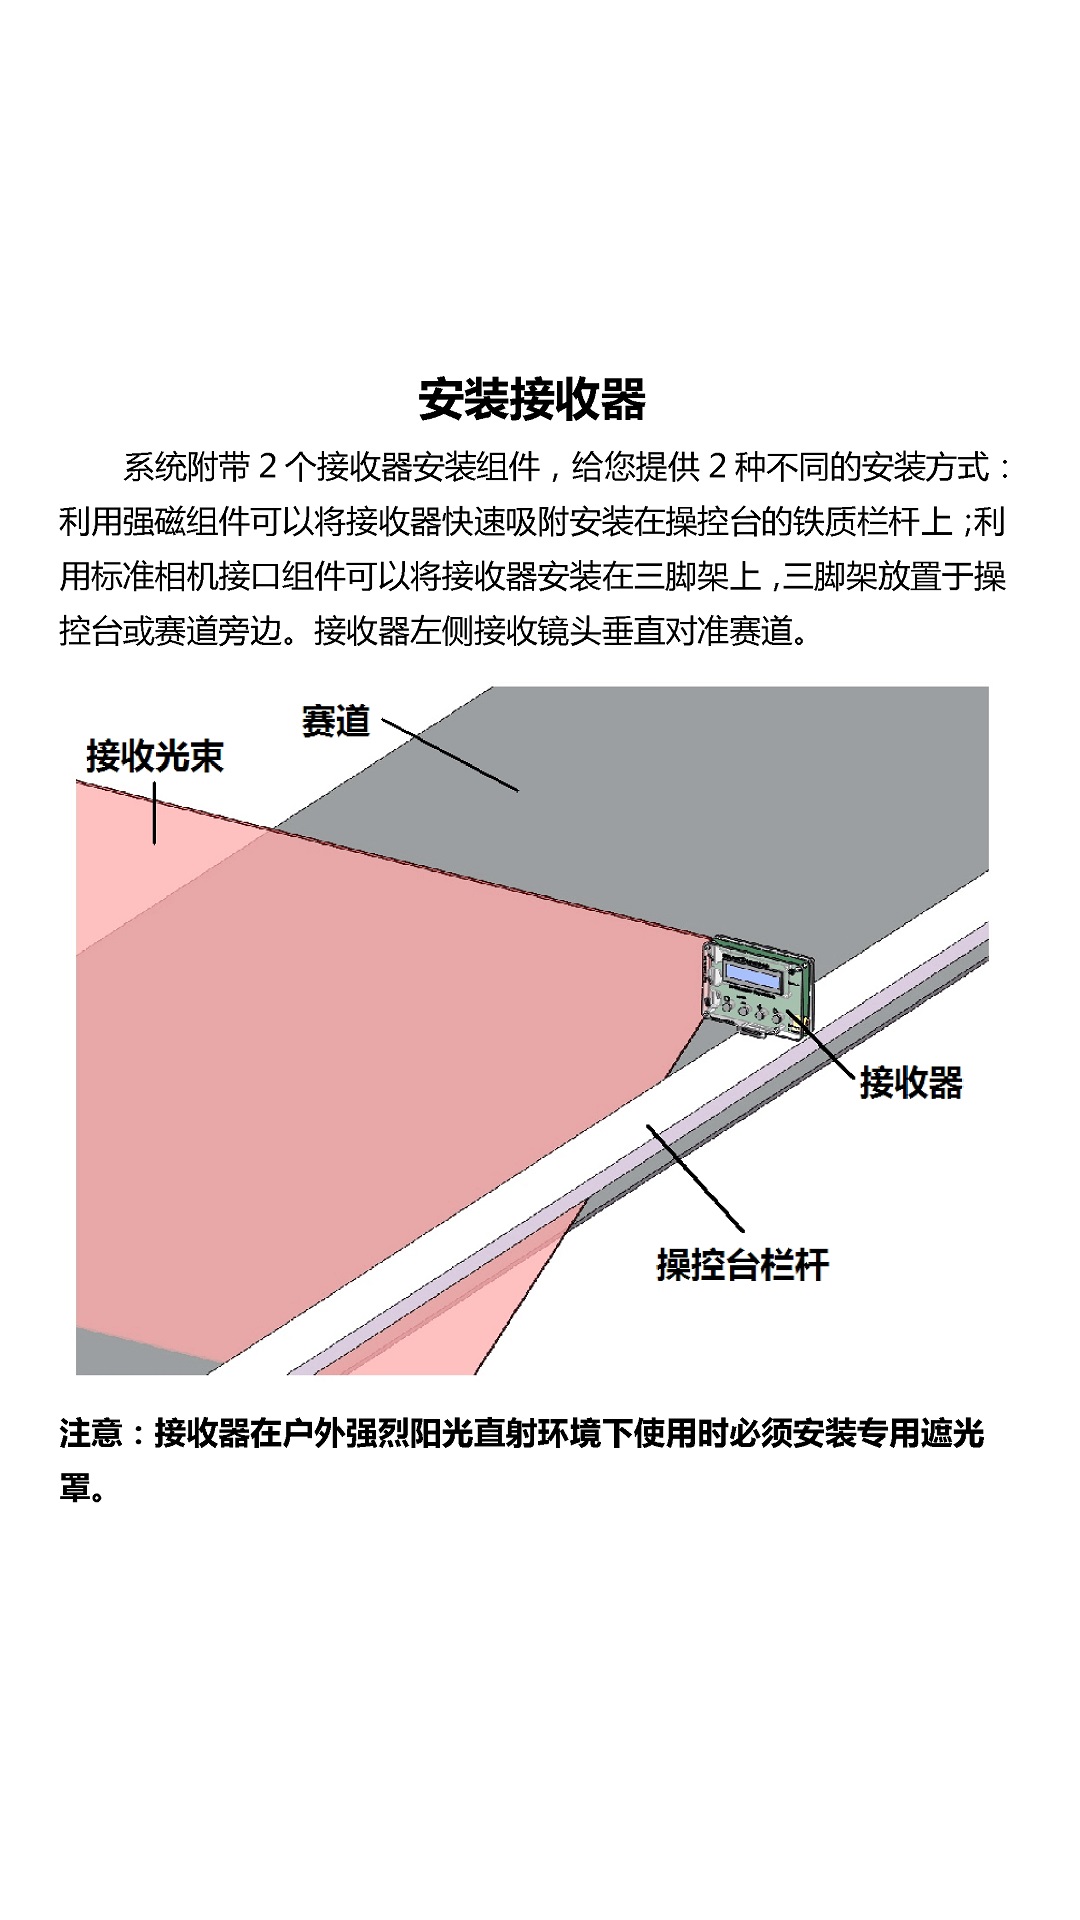 安装接收器
系统附带 2 个接收器安装组件，给您提供 2 种不同的安装方式：
利用强磁组件可以将接收器快速吸附安装在操控台的铁质栏杆上；利
用标准相机接口组件可以将接收器安装在三脚架上，三脚架放置于操
控台或赛道旁边。接收器左侧接收镜头垂直对准赛道。
赛道
接收光束
接收器
操控台栏杆
注意：接收器在户外强烈阳光直射环境下使用时必须安装专用遮光
罩。